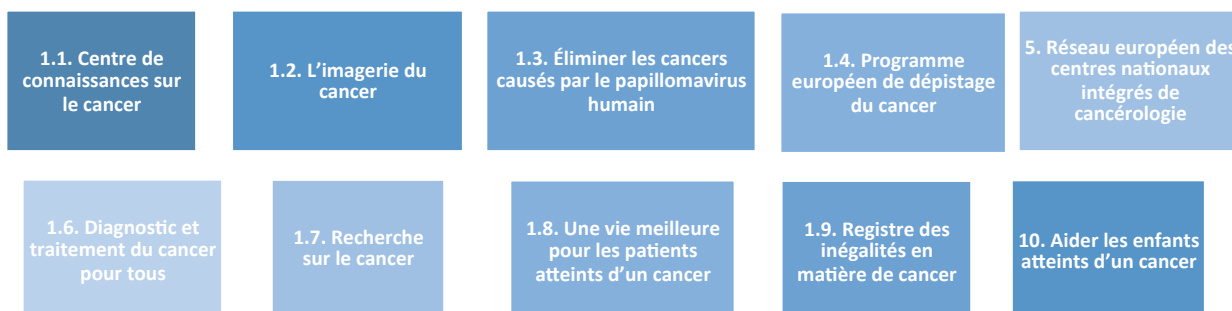 1.1. Centre de
connaissances sur
le cancer
1.2. L’imagerie du
cancer
1.3. Éliminer les cancers
causés par le papillomavirus
humain
1.4. Programme
européen de dépistage
du cancer
5. Réseau européen des
centres nationaux
intégrés de
cancérologie
1.6. Diagnostic et
traitement du cancer
pour tous
1.7. Recherche
sur le cancer
1.8. Une vie meilleure
pour les patients
atteints d’un cancer
1.9. Registre des
inégalités en
matière de cancer
10. Aider les enfants
atteints d’un cancer